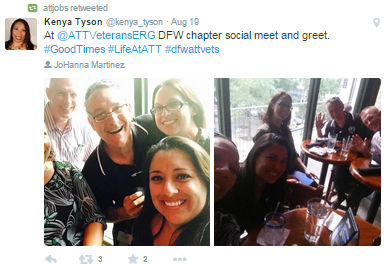 attjobs retweeted
Kenya Tyson @kenya_tyson · Aug 19
At @ATTVeteransERG DFW chapter social meet and greet.
#GoodTimes #LifeAtATT #dfwattvets
JoHanna Martinez
3 2